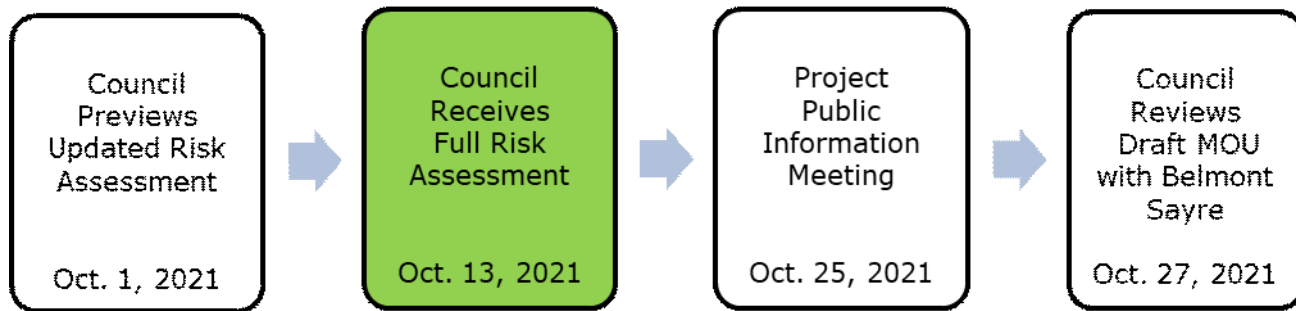 Council
Previews
Updated Risk
Assessment
Oct. 1, 2021
Council
Receives
Full Risk
Assessment
Oct. 13, 2021
Project
Public
Information
Meeting
Oct. 25, 2021
Council
Reviews
Draft MOU
with Belmont
Sayre
Oct. 27, 2021